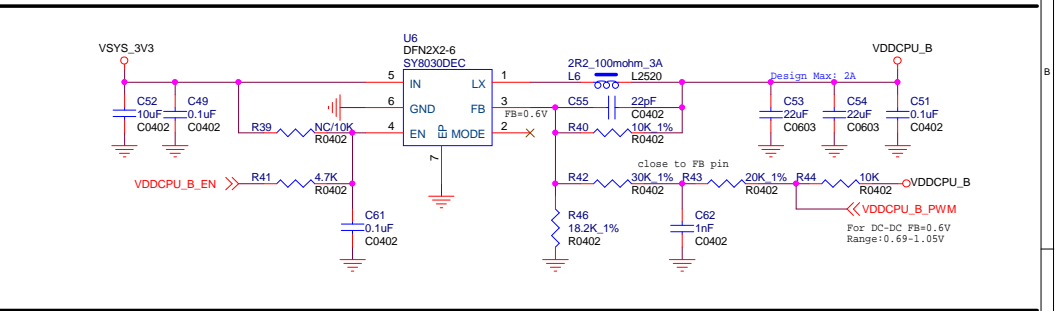 U6
DFN2X2-6
SY8030DEC
VSYS_3V3
VDDCPU_B
B
5
IN
LX
1
6
GND
FB
3
4
EN
MODE
2
EP
7
FB=0.6V
2R2_100mohm_3A
L6
L2520
Design Max: 2A
C52
10uF
C0402
C49
0.1uF
C0402
C55
22pF
C0402
C53
22uF
C0603
C54
22uF
C0603
C51
0.1uF
C0402
R39
NC/10K
R0402
R40
10K_1%
R0402
close to FB pin
VDDCPU_B_EN
R41
4.7K
R0402
R42
30K_1%
R0402
R43
20K_1%
R0402
R44
10K
R0402
VDDCPU_B
VDDCPU_B_PWM
For DC-DC FB=0.6V
Range:0.69-1.05V
C61
0.1uF
C0402
R46
18.2K_1%
R0402
C62
1nF
C0402